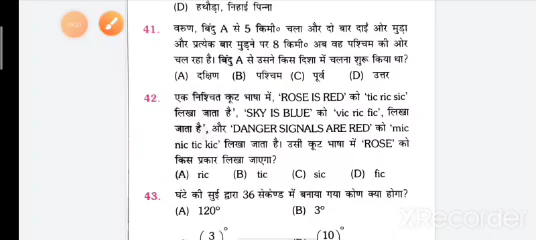 (D) हथौड़ा, निहाई पिन्ना
41. वरुण, बिंदु A से 5 किमी० चला और दो बार दाईं ओर मुड़ा
और प्रत्येक बार मुड़ने पर 8 किमी० अब वह पश्चिम की ओर
चल रहा है। बिंदु A से उसने किस दिशा में चलना शुरू किया था?
(A) दक्षिण (B) पश्चिम (C) पूर्व (D) उत्तर
42. एक निश्चित कूट भाषा में, 'ROSE IS RED' को 'tic ric sic'
लिखा जाता है', 'SKY IS BLUE' को 'vic ric fic', लिखा
जाता है', और 'DANGER SIGNALS ARE RED' को 'mic
nic tic kic' लिखा जाता है। उसी कूट भाषा में 'ROSE' को
किस प्रकार लिखा जाएगा?
(A) ric (B) tic (C) sic (D) fic
43. घंटे की सुई द्वारा 36 सेकेण्ड में बनाया गया कोण क्या होगा?
(A) 120° (B) 3°
(3)° (10)°
XRecorder